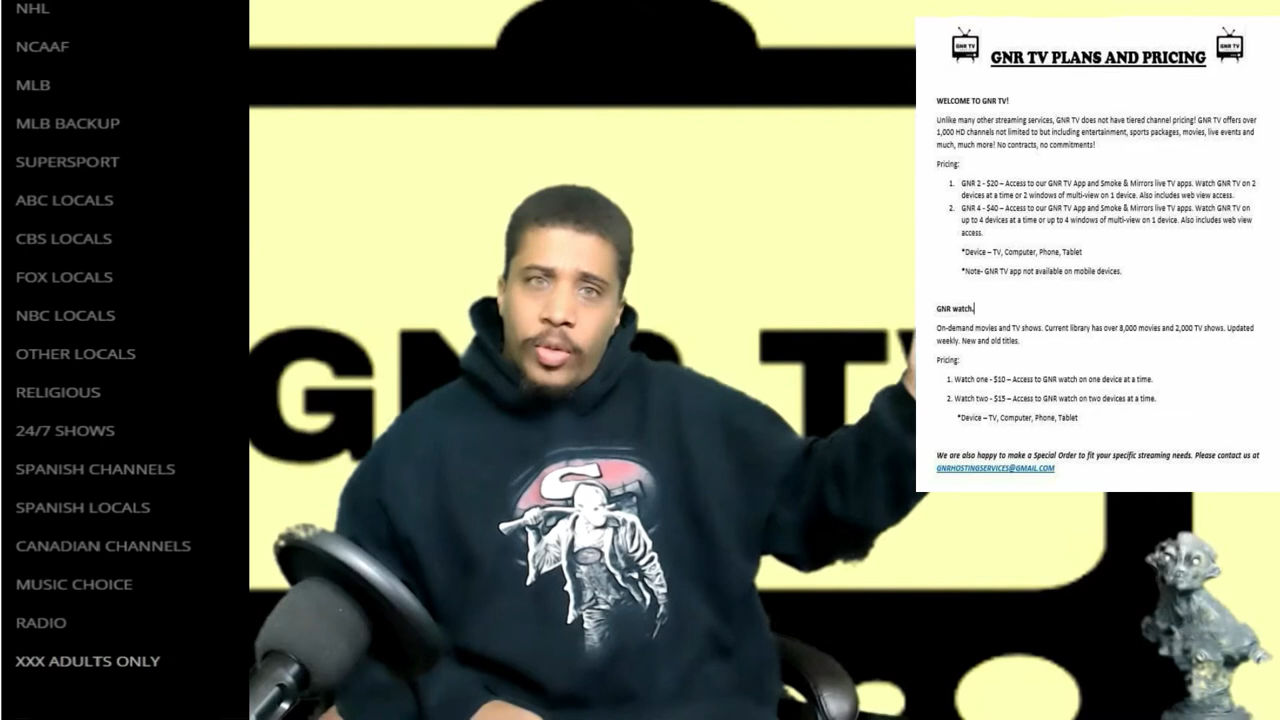 NHL
NCAAF
MLB
MLB BACKUP
SUPERSPORT
ABC LOCALS
CBS LOCALS
FOX LOCALS
NBC LOCALS
OTHER LOCALS
RELIGIOUS
24/7 SHOWS
SPANISH CHANNELS
SPANISH LOCALS
CANADIAN CHANNELS
MUSIC CHOICE
RADIO
XXX ADULTS ONLY
GNR TV
GNR TV
GNR TV PLANS AND PRICING
GNR TV
WELCOME TO GNR TV!
Unlike many other streaming services, GNR TV does not have tiered channel pricing! GNR TV offers over
1,000 HD channels not limited to but including entertainment, sports packages, movies, live events and
much, much more! No contracts, no commitments!
Pricing:
1. GNR 2 - $20 – Access to our GNR TV App and Smoke & Mirrors live TV apps. Watch GNR TV on 2
devices at a time or 2 windows of multi-view on 1 device. Also includes web view access.
2. GNR 4 - $40 – Access to our GNR TV App and Smoke & Mirrors live TV apps. Watch GNR TV on
up to 4 devices at a time or up to 4 windows of multi-view on 1 device. Also includes web view
access.
*Device – TV, Computer, Phone, Tablet
*Note- GNR TV app not available on mobile devices.
GNR watch.
On-demand movies and TV shows. Current library has over 8,000 movies and 2,000 TV shows. Updated
weekly. New and old titles.
Pricing:
1. Watch one - $10 – Access to GNR watch on one device at a time.
2. Watch two - $15 – Access to GNR watch on two devices at a time.
*Device – TV, Computer, Phone, Tablet
We are also happy to make a Special Order to fit your specific streaming needs. Please contact us at
GNRHOSTINGSERVICES@GMAIL.COM